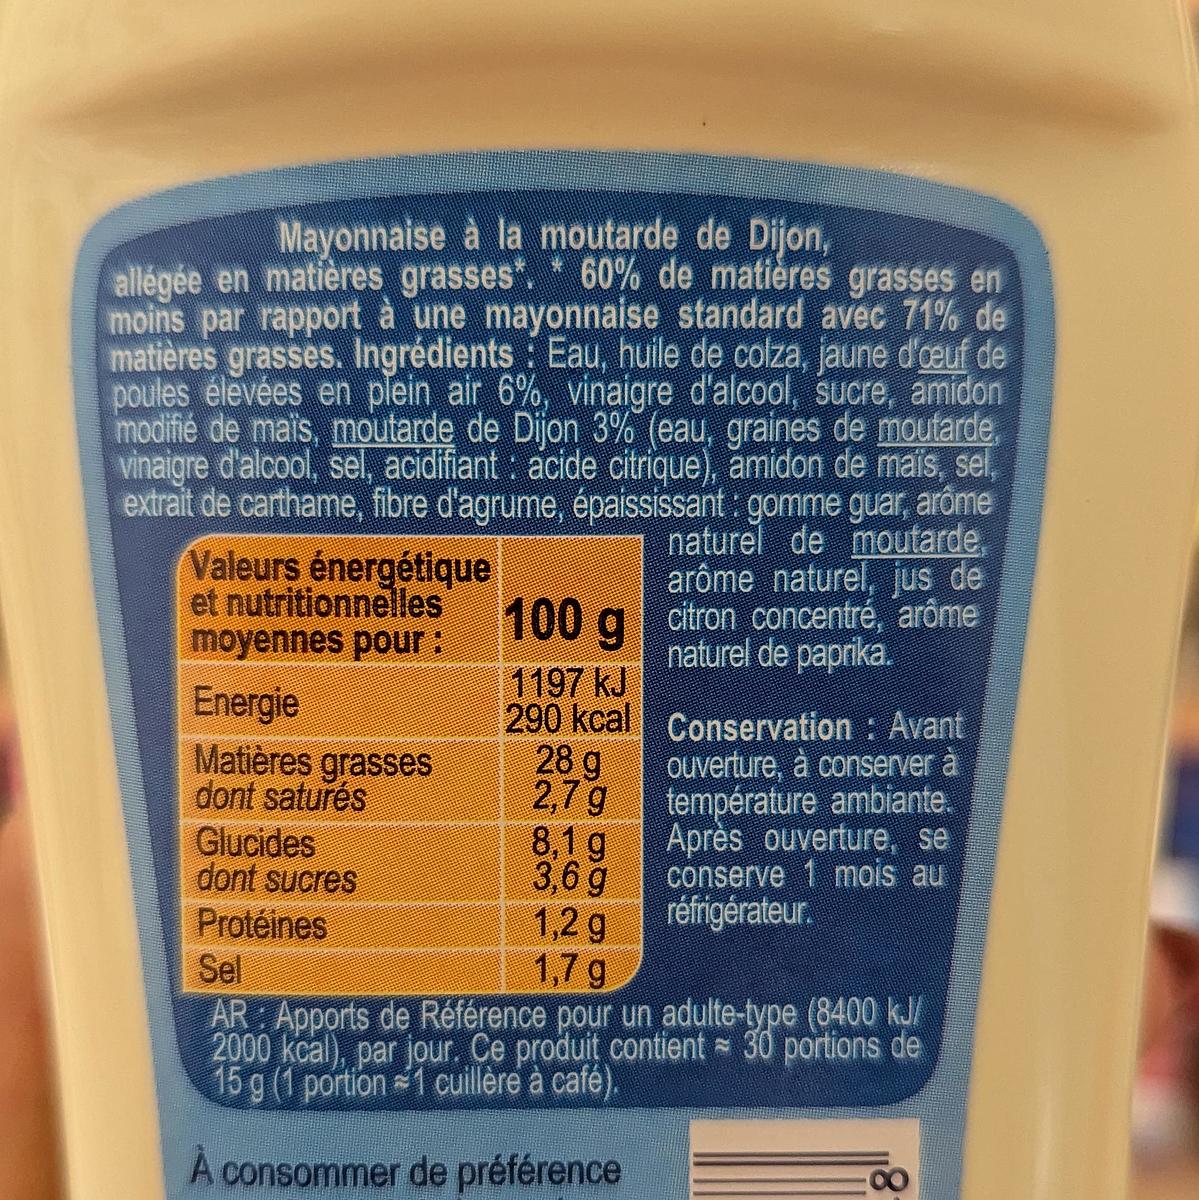 Mayonnaise à la moutarde de Dijon,
allégée en matières grasses*. * 60% de matières grasses en
moins par rapport à une mayonnaise standard avec 71% de
matières grasses. Ingrédients : Eau, huile de colza, jaune d'œuf de
poules élevées en plein air 6%, vinaigre d'alcool, sucre, amidon
modifié de maïs, moutarde de Dijon 3% (eau, graines de moutarde,
vinaigre d'alcool, sel, acidifiant : acide citrique), amidon de maïs, sel,
extrait de carthame, fibre d'agrume, épaississant : gomme guar, arôme
naturel de moutarde,
arôme naturel, jus de
citron concentré, arôme
naturel de paprika.
Valeurs énergétique
et nutritionnelles
moyennes pour : 100 g
Energie 1197 kJ
290 kcal
Matières grasses 28 g
dont saturés 2,7 g
Glucides 8,1 g
dont sucres 3,6 g
Protéines 1,2 g
Sel 1,7 g
Conservation : Avant
ouverture, à conserver à
température ambiante.
Après ouverture, se
conserve 1 mois au
réfrigérateur.
AR : Apports de Référence pour un adulte-type (8400 kJ/
2000 kcal), par jour. Ce produit contient ≈ 30 portions de
15 g (1 portion ≈1 cuillère à café).
À consommer de préférence
8